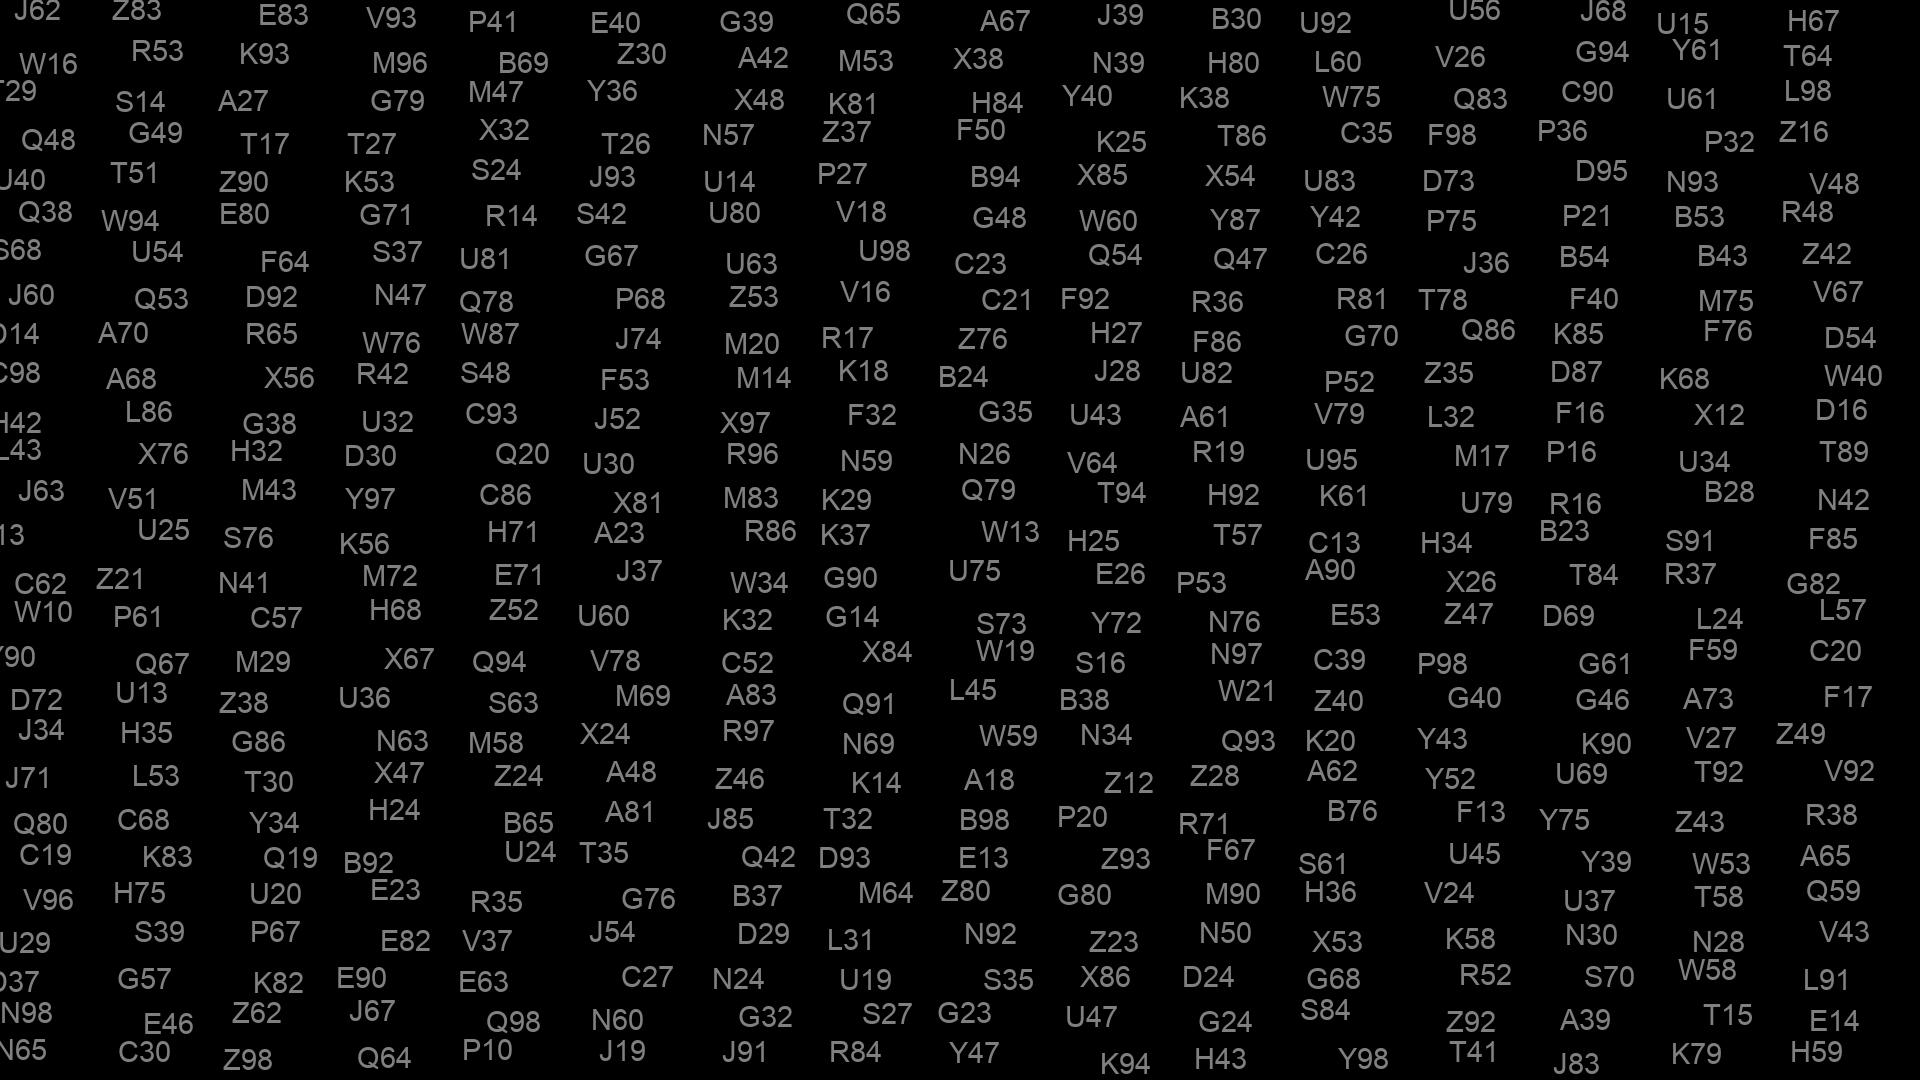 J62 Z83 E83 V93 P41 E40 G39 Q65 A67 J39 B30 U92 U56 J68 U15 H67
W16 R53 K93 M96 B69 Z30 A42 M53 X38 N39 H80 L60 V26 G94 Y61 T64
T29 S14 A27 G79 M47 Y36 X48 K81 H84 Y40 K38 W75 Q83 C90 U61 L98
Q48 G49 T17 T27 X32 T26 N57 Z37 F50 K25 T86 C35 F98 P36 P32 Z16
U40 T51 Z90 K53 S24 J93 U14 P27 B94 X85 X54 U83 D73 D95 N93 V48
Q38 W94 E80 G71 R14 S42 U80 V18 G48 W60 Y87 Y42 P75 P21 B53 R48
S68 U54 F64 S37 U81 G67 U63 U98 C23 Q54 Q47 C26 J36 B54 B43 Z42
J60 Q53 D92 N47 Q78 P68 Z53 V16 C21 F92 R36 R81 T78 F40 M75 V67
D14 A70 R65 W76 W87 J74 M20 R17 Z76 H27 F86 G70 Q86 K85 F76 D54
C98 A68 X56 R42 S48 F53 M14 K18 B24 J28 U82 P52 Z35 D87 K68 W40
H42 L86 G38 U32 C93 J52 X97 F32 G35 U43 A61 V79 L32 F16 X12 D16
L43 X76 H32 D30 Q20 U30 R96 N59 N26 V64 R19 U95 M17 P16 U34 T89
J63 V51 M43 Y97 C86 X81 M83 K29 Q79 T94 H92 K61 U79 R16 B28 N42
13 U25 S76 K56 H71 A23 R86 K37 W13 H25 T57 C13 H34 B23 S91 F85
C62 Z21 N41 M72 E71 J37 W34 G90 U75 E26 P53 A90 X26 T84 R37 G82
W10 P61 C57 H68 Z52 U60 K32 G14 S73 Y72 N76 E53 Z47 D69 L24 L57
Y90 Q67 M29 X67 Q94 V78 C52 X84 W19 S16 N97 C39 P98 G61 F59 C20
D72 U13 Z38 U36 S63 M69 A83 Q91 L45 B38 W21 Z40 G40 G46 A73 F17
J34 H35 G86 N63 M58 X24 R97 N69 W59 N34 Q93 K20 Y43 K90 V27 Z49
J71 L53 T30 X47 Z24 A48 Z46 K14 A18 Z12 Z28 A62 Y52 U69 T92 V92
Q80 C68 Y34 H24 B65 A81 J85 T32 B98 P20 R71 B76 F13 Y75 Z43 R38
C19 K83 Q19 B92 U24 T35 Q42 D93 E13 Z93 F67 S61 U45 Y39 W53 A65
V96 H75 U20 E23 R35 G76 B37 M64 Z80 G80 M90 H36 V24 U37 T58 Q59
U29 S39 P67 E82 V37 J54 D29 L31 N92 Z23 N50 X53 K58 N30 N28 V43
D37 G57 K82 E90 E63 C27 N24 U19 S35 X86 D24 G68 R52 S70 W58 L91
N98 E46 Z62 J67 Q98 N60 G32 S27 G23 U47 G24 S84 Z92 A39 T15 E14
N65 C30 Z98 Q64 P10 J19 J91 R84 Y47 K94 H43 Y98 T41 J83 K79 H59